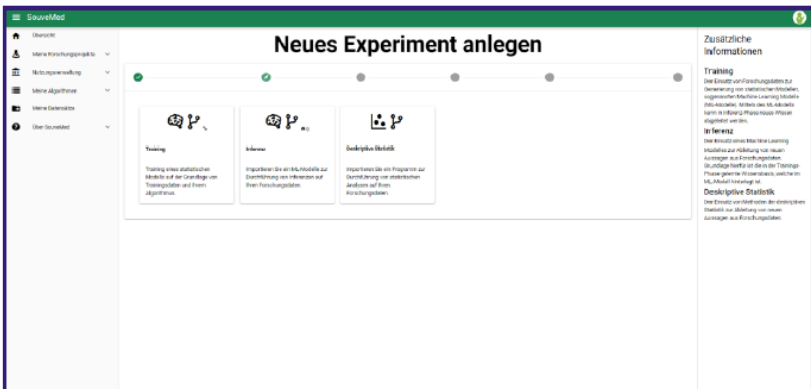 SouveMed
Übersicht
Meine Forschungsprojekte
Nutzungsverwaltung
Meine Algorithmen
Meine Datensätze
Über SouveMed
Neues Experiment anlegen
Training
Training eines statistischen
Modells auf der Grundlage von
Trainingsdaten und Ihrem
Algorithmus.
Inferenz
Importieren Sie ein ML-Modelle zur
Durchführung von Inferenzen auf
Ihren Forschungsdaten.
Deskriptive Statistik
Importieren Sie ein Programm zur
Durchführung von statistischen
Analysen auf Ihren
Forschungsdaten.
Zusätzliche
Informationen
Training
Der Einsatz von Forschungsdaten zur
Generierung von statistischen Modellen,
sogenannten Machine Learning Modells
(ML-Modelle). Mittels des ML-Modells
kann in Inferenz-Phase neues Wissen
abgeleitet werden.
Inferenz
Der Einsatz eines Machine Learning
Modelles zur Ableitung von neuen
Aussagen aus Forschungsdaten.
Grundlage hierfür ist die in der Trainings-
Phase gelernte Wissensbasis, welche im
ML-Modell hinterlegt ist.
Deskriptive Statistik
Der Einsatz von Methoden der deskriptiven
Statistik zur Ableitung von neuen
Aussagen aus Forschungsdaten.